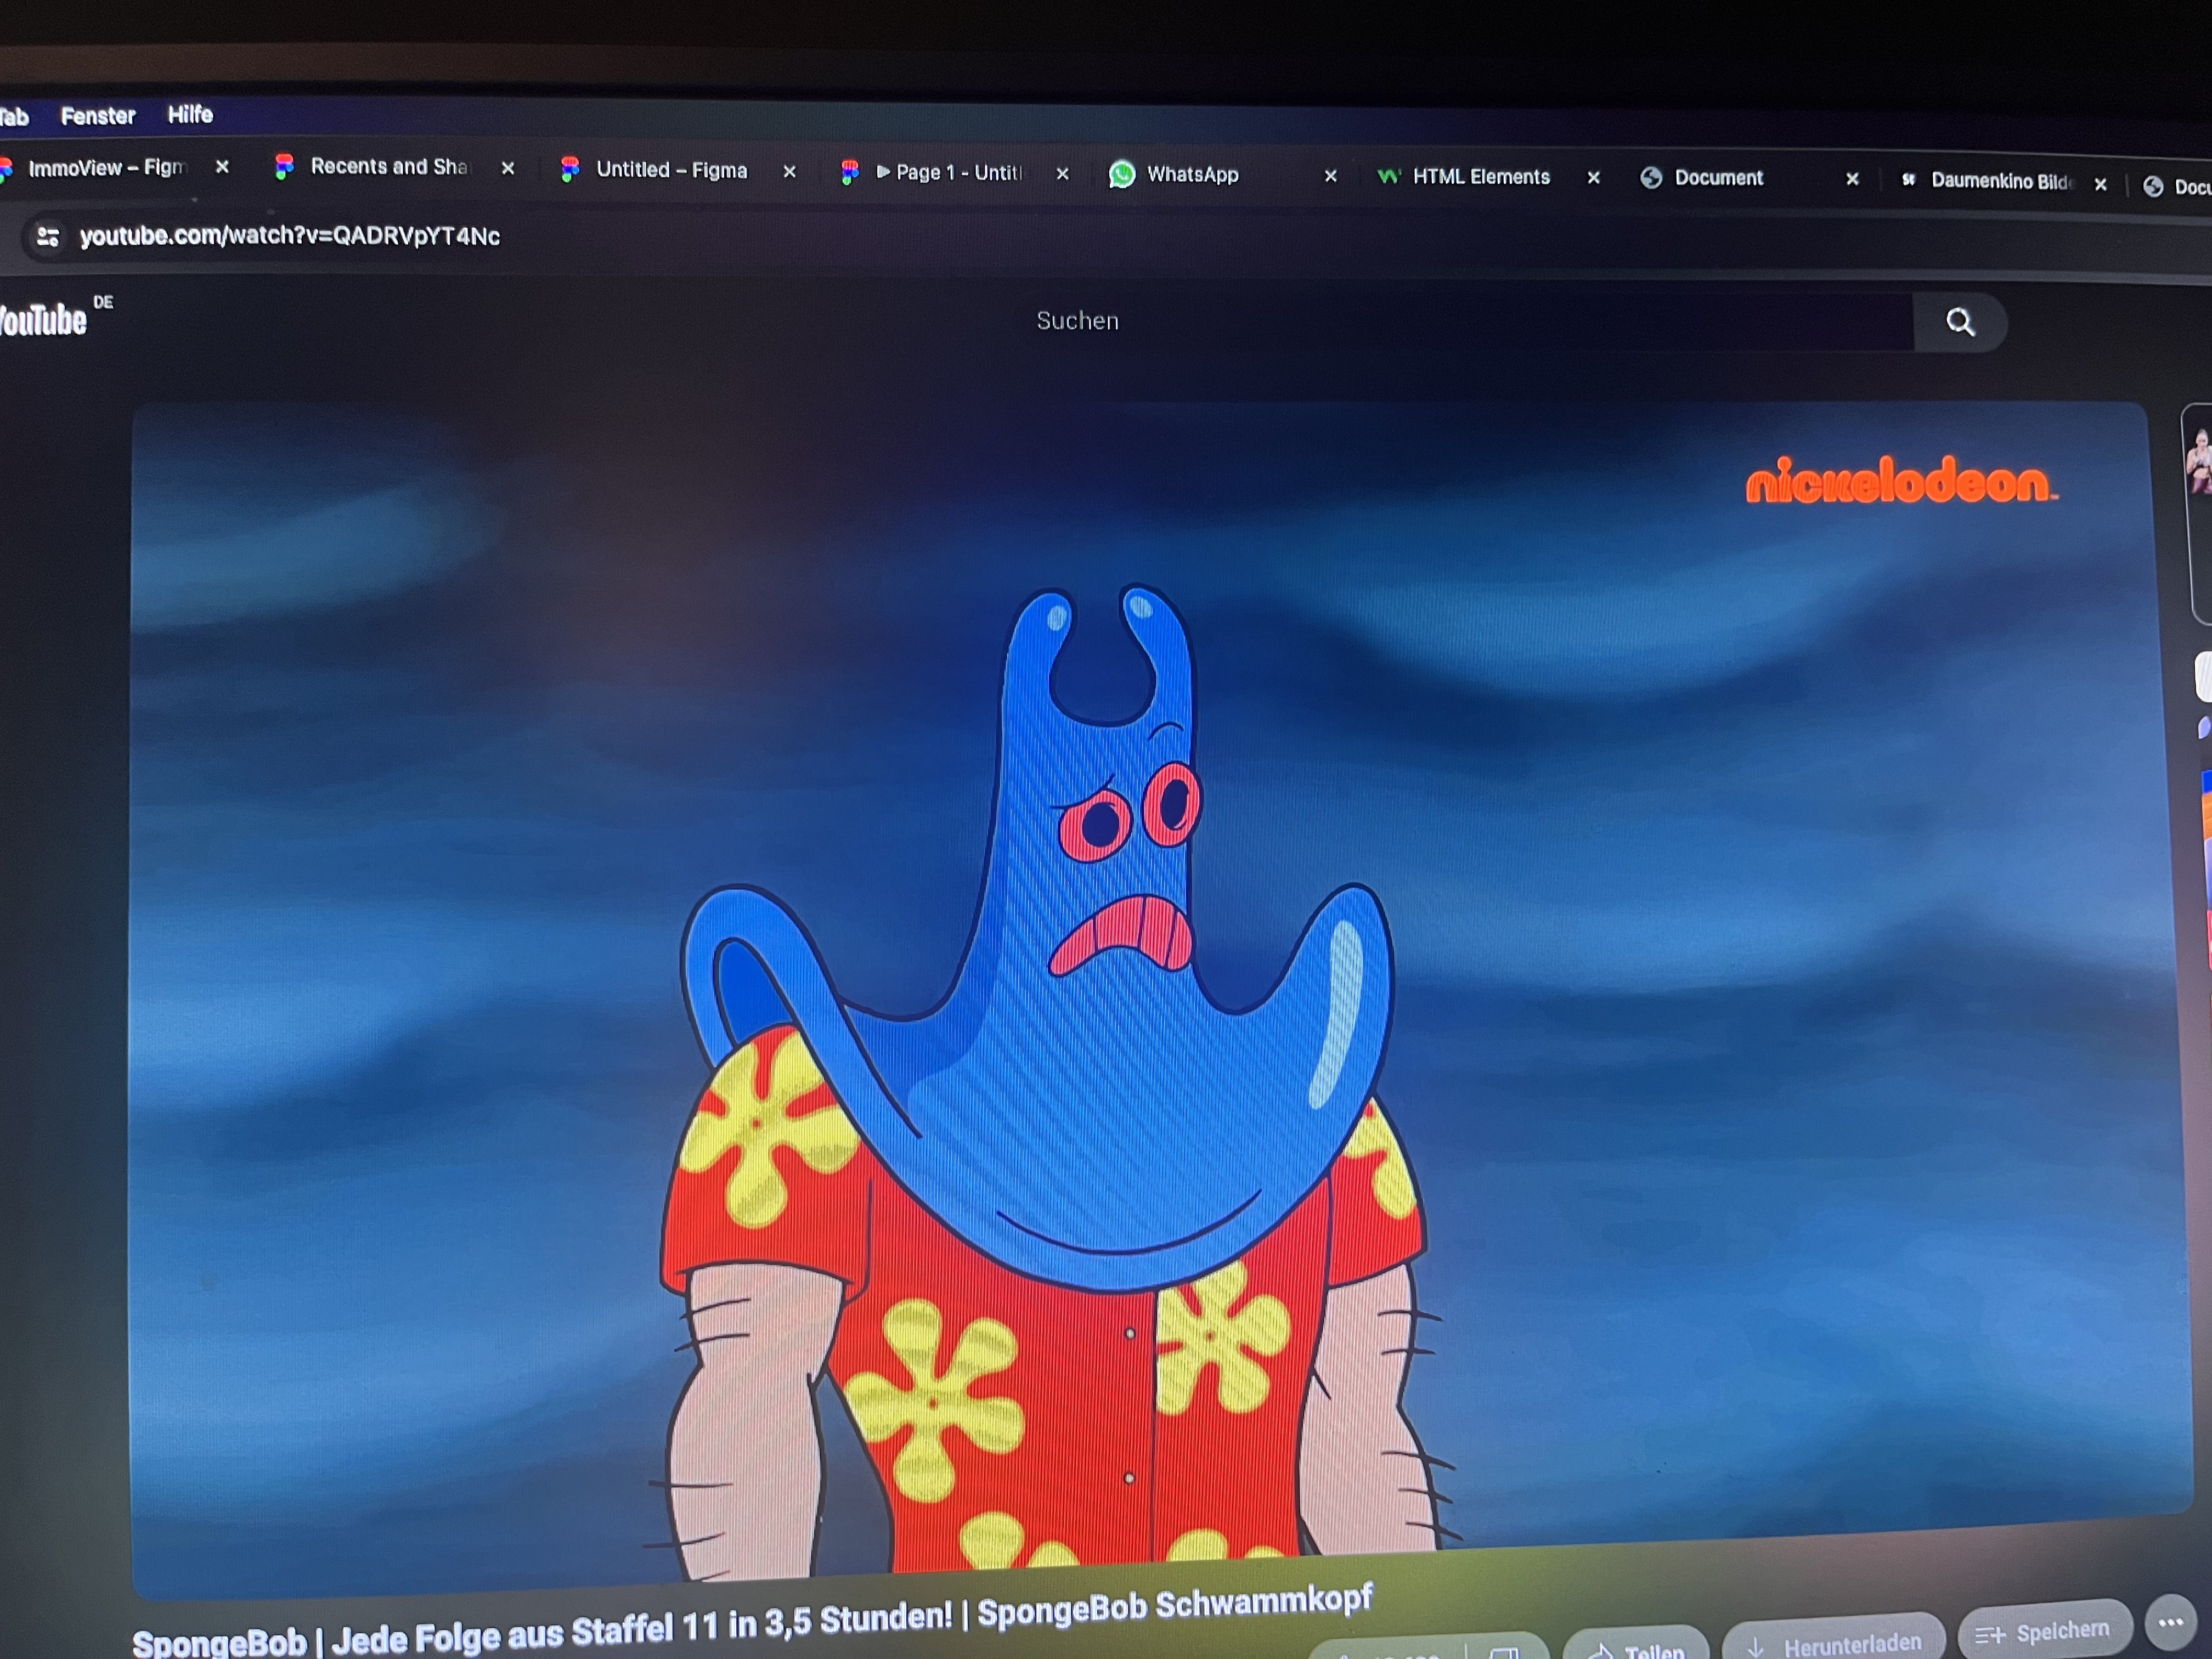 Tab Fenster Hilfe
ImmoView – Figm Recents and Sha Untitled – Figma Page 1 - Untitl WhatsApp HTML Elements Document Daumenkino Bilde Docu
youtube.com/watch?v=QADRVpYT4Nc
YouTube DE Suchen
nickelodeon
SpongeBob | Jede Folge aus Staffel 11 in 3,5 Stunden! | SpongeBob Schwammkopf
Teilen Herunterladen Speichern